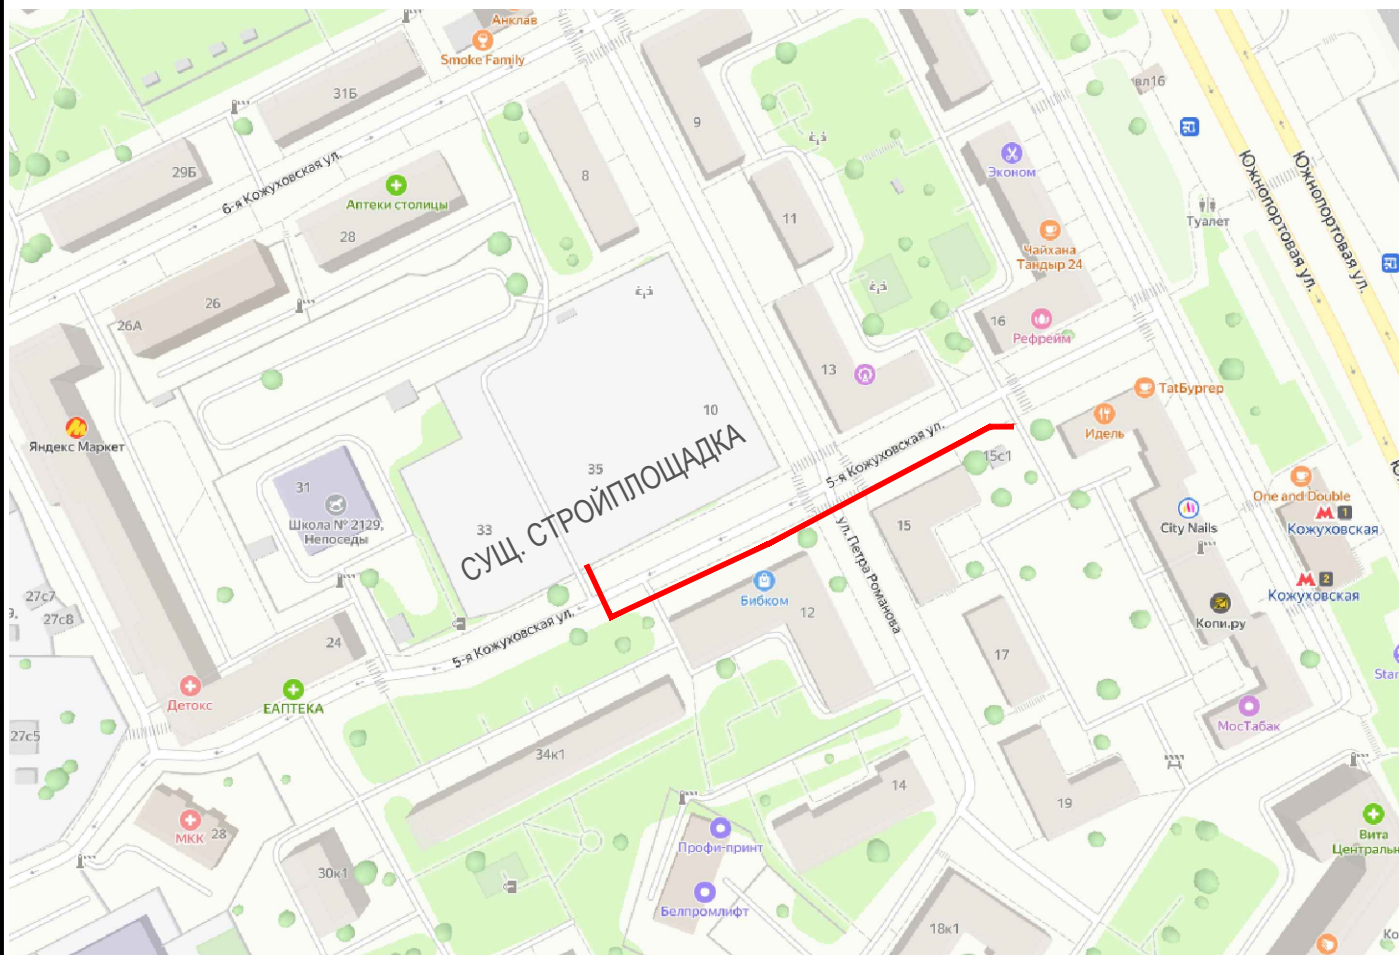 Анклав
Smoke Family
31Б
29Б
6-я Кожуховская ул.
Аптеки столицы
28
8
9
11
вл16
Эконом
Туалет
Южнопортовая ул.
Южнопортовая ул.
Чайхана
Тандыр 24
26
26А
16
Рефрейм
13
10
ТатБургер
Идель
Яндекс Маркет
СУЩ. СТРОЙПЛОЩАДКА
5-я Кожуховская ул.
15с1
35
31
Школа № 2129,
Непоседы
33
15
One and Double
1
Кожуховская
City Nails
ул. Петра Романова
2
Кожуховская
Бибком
12
27с7
27с8
Копи.ру
24
5-я Кожуховская ул.
17
Детокс
ЕАПТЕКА
МосТабак
27с5
34к1
14
19
МКК
28
Профи-принт
Вита
30к1
Белпромлифт
18к1